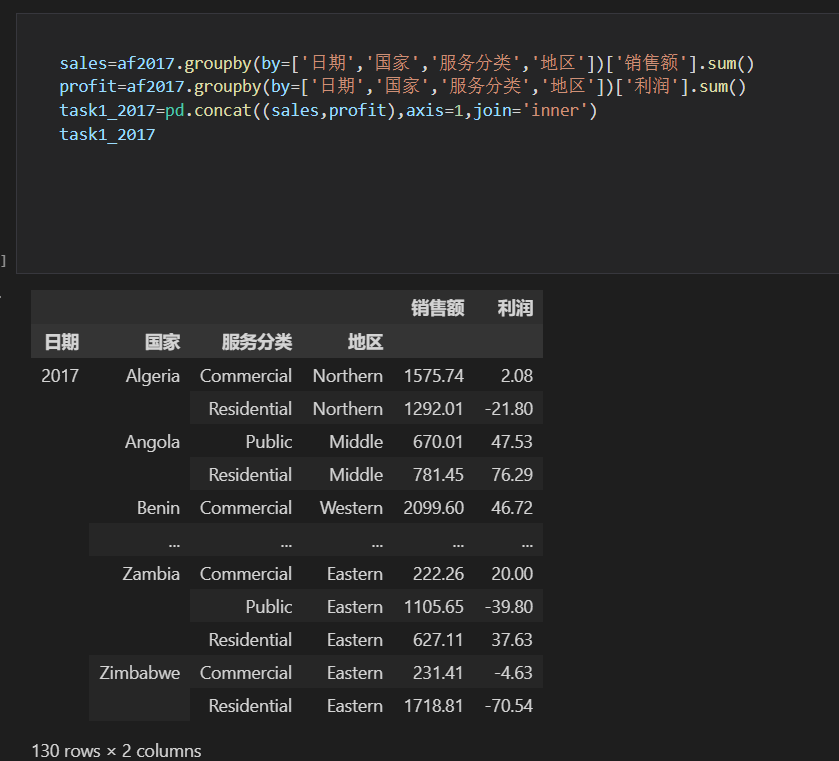 sales=af2017.groupby(by=['日期','国家','服务分类','地区'])['销售额'].sum()
profit=af2017.groupby(by=['日期','国家','服务分类','地区'])['利润'].sum()
task1_2017=pd.concat((sales,profit),axis=1,join='inner')
task1_2017
]
销售额 利润
日期 国家 服务分类 地区
2017 Algeria Commercial Northern 1575.74 2.08
Residential Northern 1292.01 -21.80
Angola Public Middle 670.01 47.53
Residential Middle 781.45 76.29
Benin Commercial Western 2099.60 46.72
... ... ... ... ...
Zambia Commercial Eastern 222.26 20.00
Public Eastern 1105.65 -39.80
Residential Eastern 627.11 37.63
Zimbabwe Commercial Eastern 231.41 -4.63
Residential Eastern 1718.81 -70.54
130 rows × 2 columns